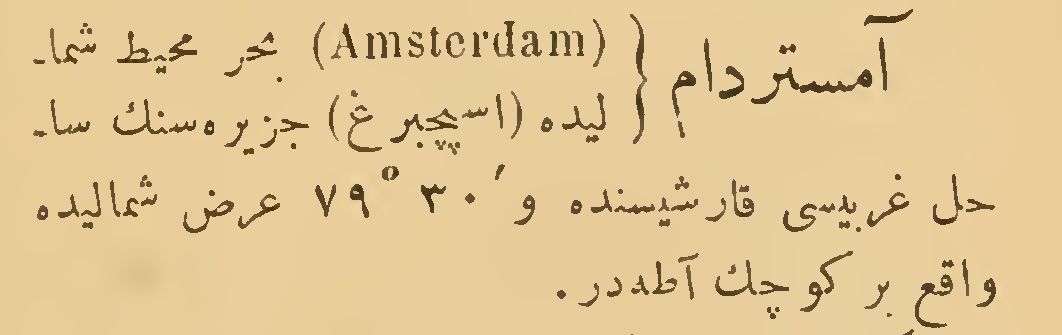 آمستردام { (Amsterdam) بحر محیط شما-
لیده (اسپچبرغ) جزیره‌سنك سا-
حل غربیسی قارشیسنده و ′۳۰ °۷۹ عرض شمالیده
واقع بر کوچك آطه‌در.